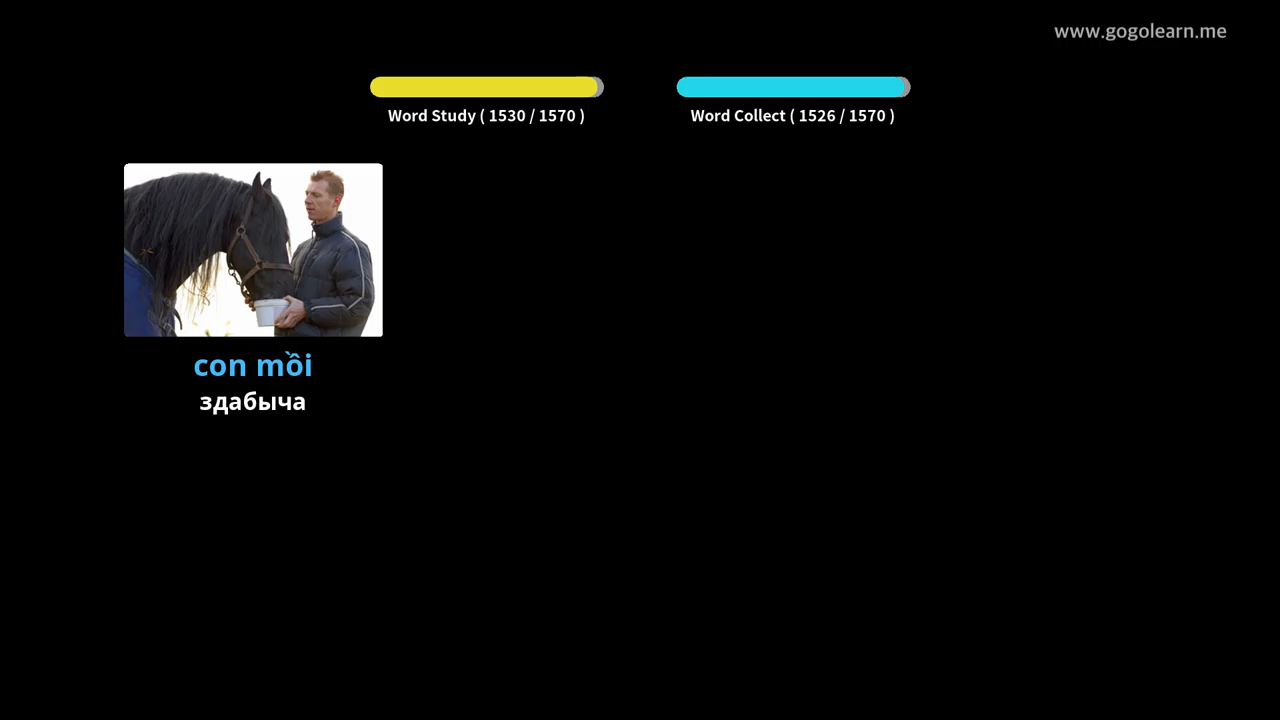 www.gogolearn.me
Word Study ( 1530 / 1570 )
Word Collect ( 1526 / 1570 )
con mồi
здабыча